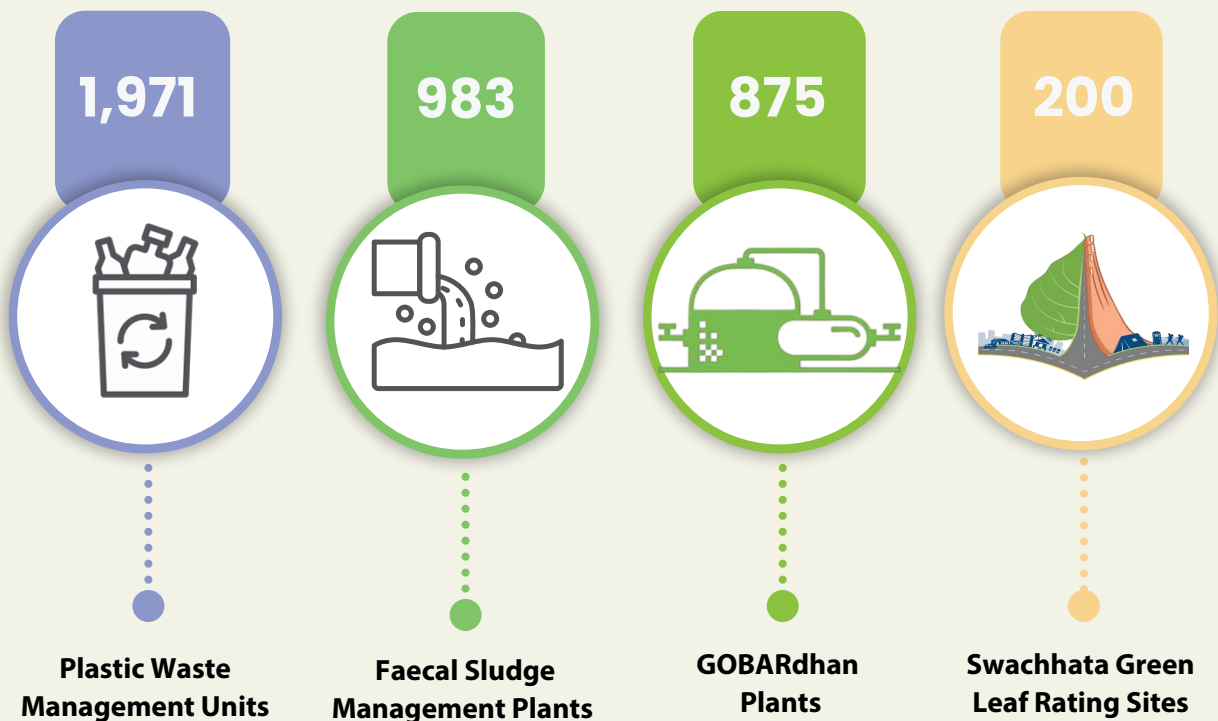 1,971
983
875
200
Plastic Waste
Management Units
Faecal Sludge
Management Plants
GOBARdhan
Plants
Swachhata Green
Leaf Rating Sites